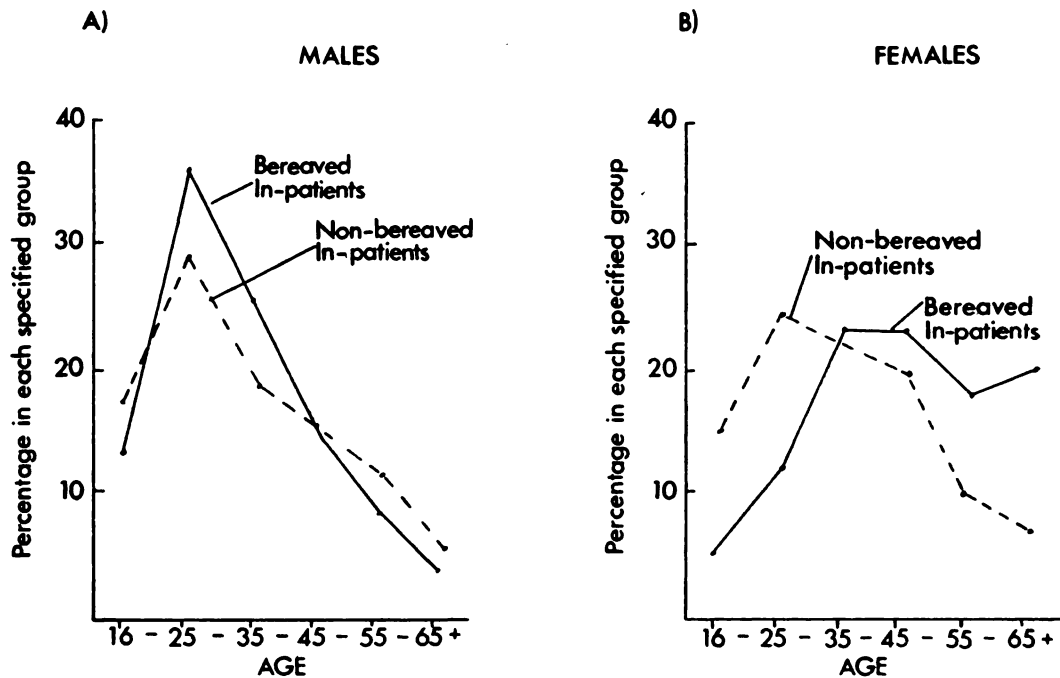 A)
MALES
Percentage in each specified group
40
30
20
10
Bereaved
In-patients
Non-bereaved
In-patients
16 - 25 - 35 - 45 - 55 - 65 +
AGE
B)
FEMALES
Percentage in each specified group
40
30
20
10
Non-bereaved
In-patients
Bereaved
In-patients
16 - 25 - 35 - 45 - 55 - 65 +
AGE